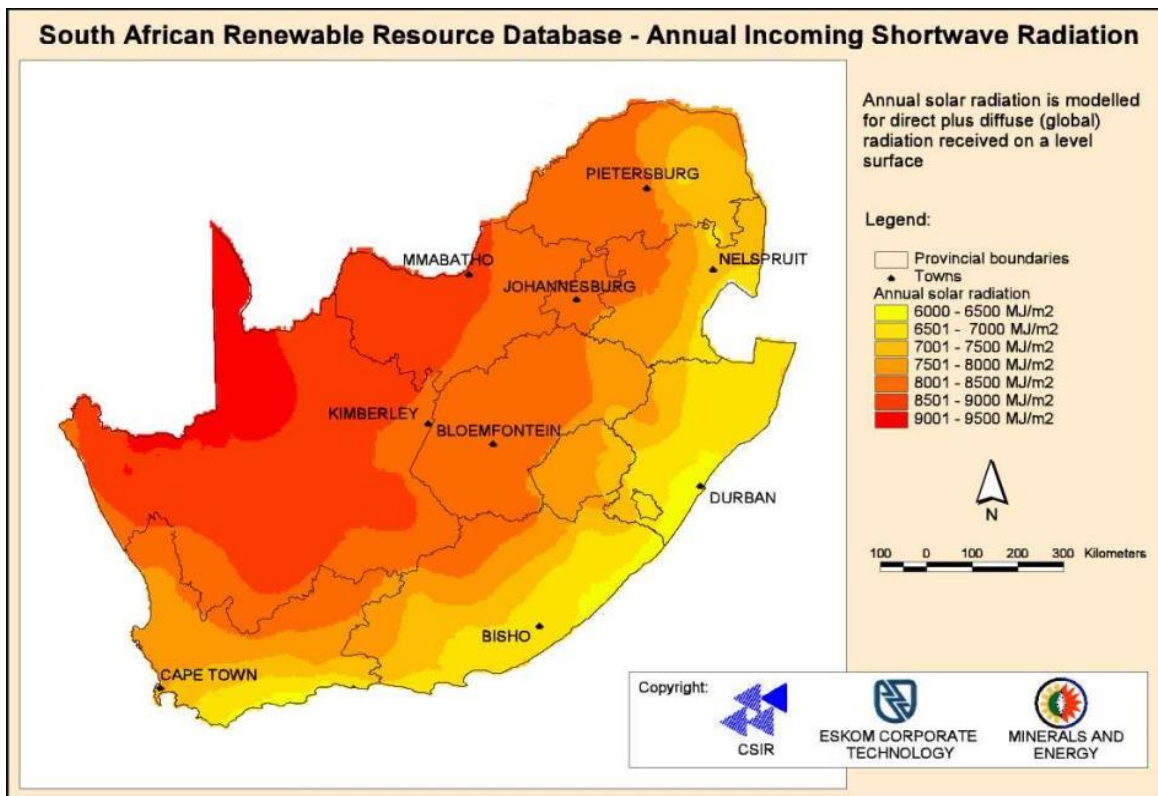 South African Renewable Resource Database - Annual Incoming Shortwave Radiation
Annual solar radiation is modelled
for direct plus diffuse (global)
radiation received on a level
surface
PIETERSBURG
Legend:
MMABATHO
NELSPRUIT
Provincial boundaries
Towns
JOHANNESBURG
Annual solar radiation
6000 - 6500 MJ/m2
6501 - 7000 MJ/m2
7001 - 7500 MJ/m2
7501 - 8000 MJ/m2
8001 - 8500 MJ/m2
8501 - 9000 MJ/m2
9001 - 9500 MJ/m2
KIMBERLEY
BLOEMFONTEIN
DURBAN
N
100 0 100 200 300 Kilometers
BISHO
CAPE TOWN
Copyright:
CSIR
ESKOM CORPORATE
TECHNOLOGY
MINERALS AND
ENERGY